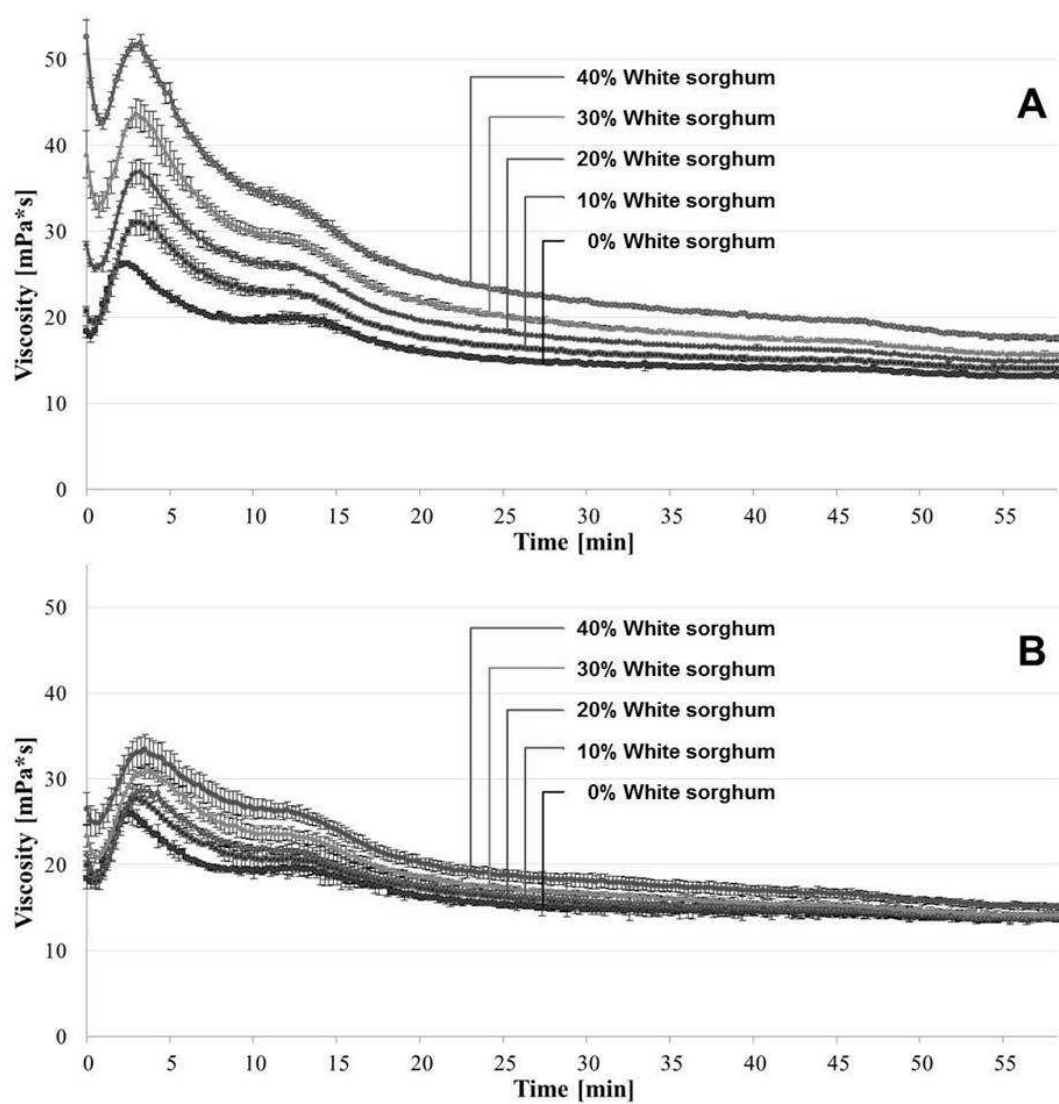 50
40
30
20
10
0
Viscosity [mPa*s]
40% White sorghum
30% White sorghum
20% White sorghum
10% White sorghum
0% White sorghum
A
0 5 10 15 20 25 30 35 40 45 50 55
Time [min]
50
40
30
20
10
0
Viscosity [mPa*s]
40% White sorghum
30% White sorghum
20% White sorghum
10% White sorghum
0% White sorghum
B
0 5 10 15 20 25 30 35 40 45 50 55
Time [min]